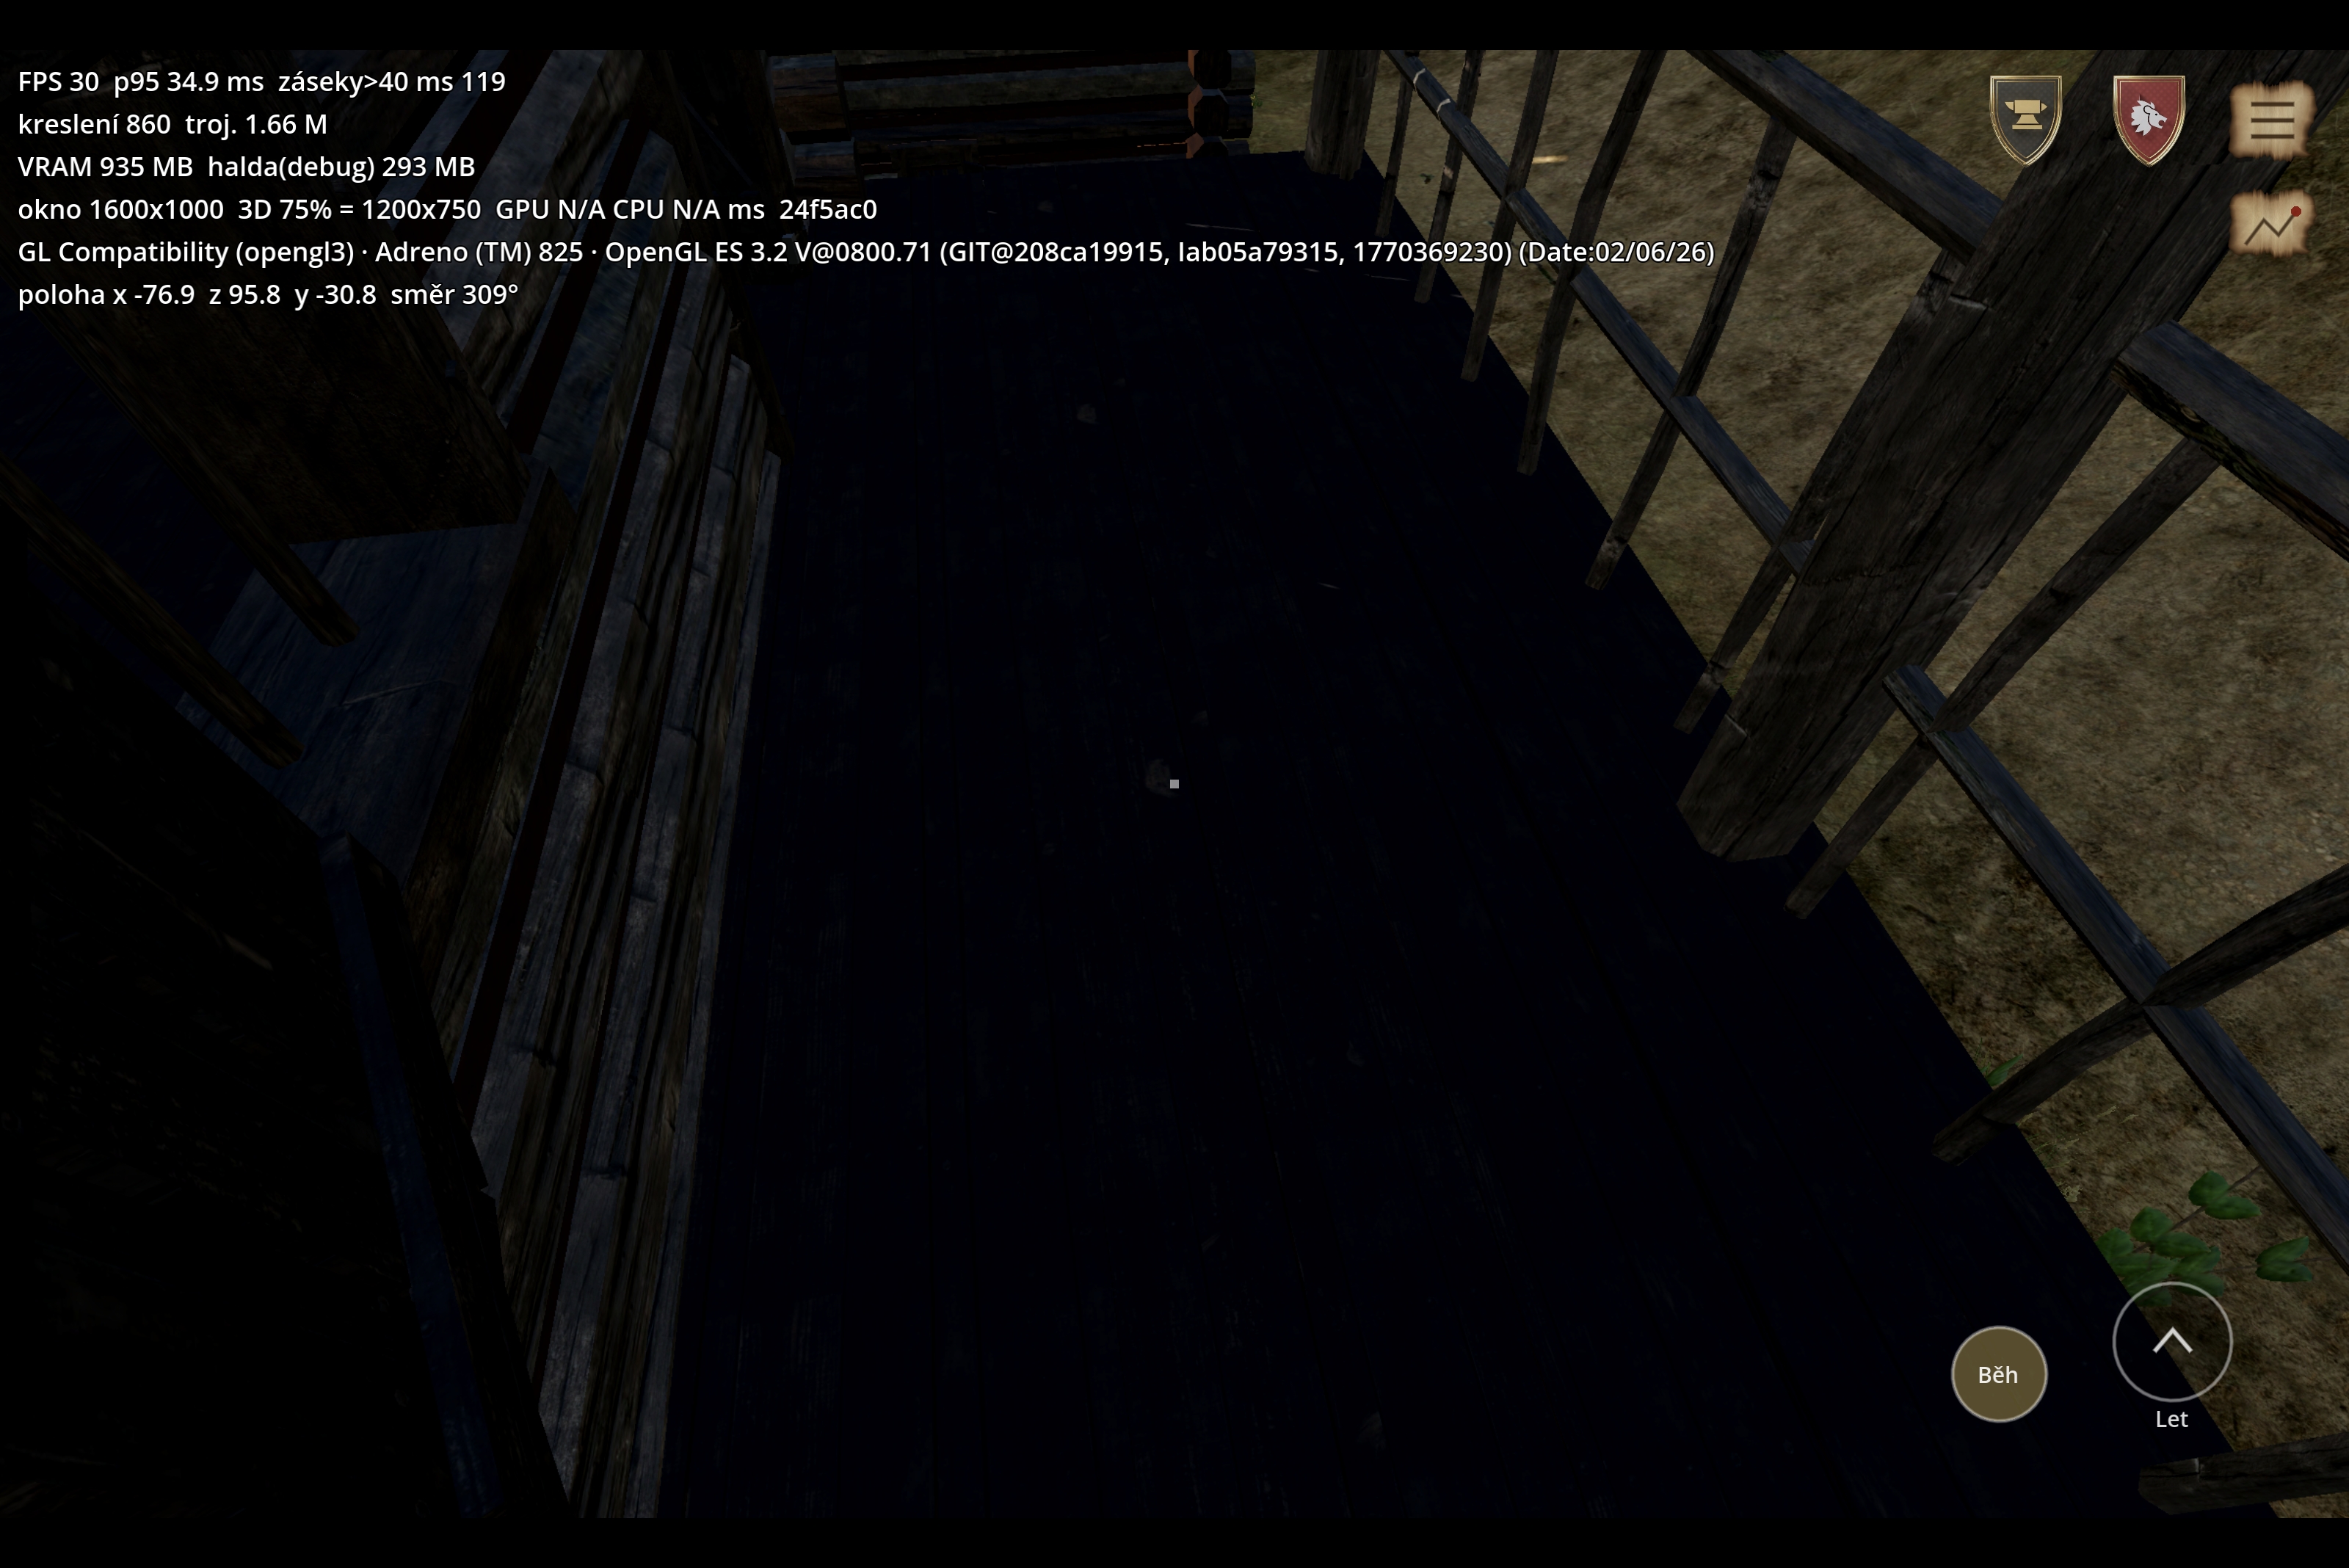 FPS 30  p95 34.9 ms  záseky>40 ms 119
kreslení 860  troj. 1.66 M
VRAM 935 MB  halda(debug) 293 MB
okno 1600x1000  3D 75% = 1200x750  GPU N/A CPU N/A ms  24f5ac0
GL Compatibility (opengl3) · Adreno (TM) 825 · OpenGL ES 3.2 V@0800.71 (GIT@208ca19915, Iab05a79315, 1770369230) (Date:02/06/26)
poloha x -76.9  z 95.8  y -30.8  směr 309°
Běh
Let